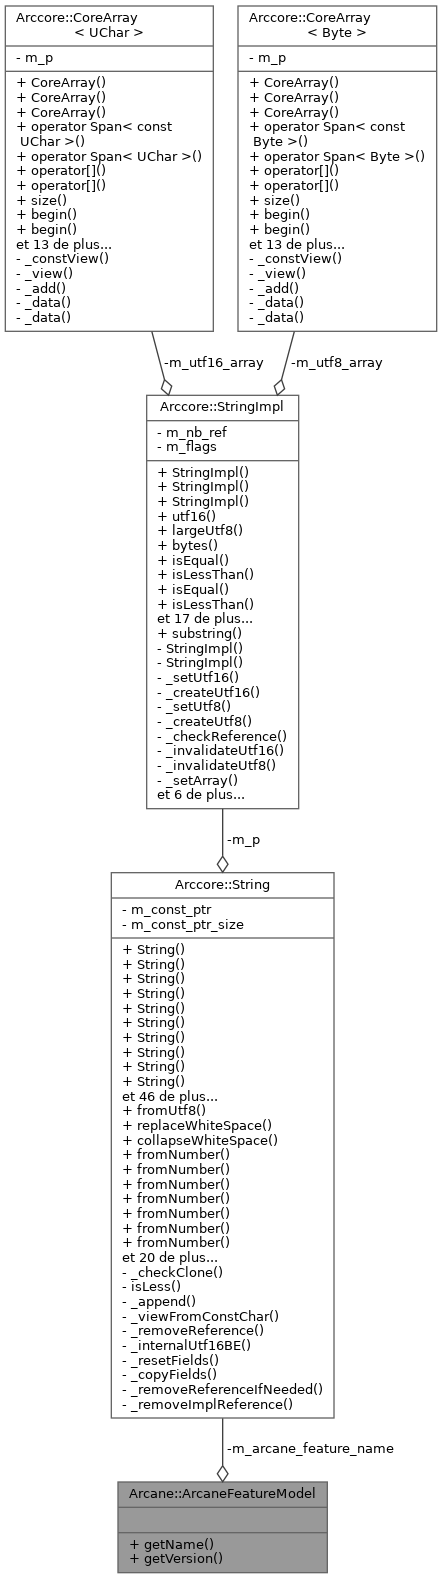 Arccore::CoreArray
< UChar >
- m_p
+ CoreArray()
+ CoreArray()
+ CoreArray()
+ operator Span< const
UChar >()
+ operator Span< UChar >()
+ operator[]()
+ operator[]()
+ size()
+ begin()
+ begin()
et 13 de plus...
- _constView()
- _view()
- _add()
- _data()
- _data()
Arccore::CoreArray
< Byte >
- m_p
+ CoreArray()
+ CoreArray()
+ CoreArray()
+ operator Span< const
Byte >()
+ operator Span< Byte >()
+ operator[]()
+ operator[]()
+ size()
+ begin()
+ begin()
et 13 de plus...
- _constView()
- _view()
- _add()
- _data()
- _data()
-m_utf16_array
-m_utf8_array
Arccore::StringImpl
- m_nb_ref
- m_flags
+ StringImpl()
+ StringImpl()
+ StringImpl()
+ utf16()
+ largeUtf8()
+ bytes()
+ isEqual()
+ isLessThan()
+ isEqual()
+ isLessThan()
et 17 de plus...
+ substring()
- StringImpl()
- StringImpl()
- _setUtf16()
- _createUtf16()
- _setUtf8()
- _createUtf8()
- _checkReference()
- _invalidateUtf16()
- _invalidateUtf8()
- _setArray()
et 6 de plus...
-m_p
Arccore::String
- m_const_ptr
- m_const_ptr_size
+ String()
+ String()
+ String()
+ String()
+ String()
+ String()
+ String()
+ String()
+ String()
+ String()
et 46 de plus...
+ fromUtf8()
+ replaceWhiteSpace()
+ collapseWhiteSpace()
+ fromNumber()
+ fromNumber()
+ fromNumber()
+ fromNumber()
+ fromNumber()
+ fromNumber()
+ fromNumber()
et 20 de plus...
- _checkClone()
- isLess()
- _append()
- _viewFromConstChar()
- _removeReference()
- _internalUtf16BE()
- _resetFields()
- _copyFields()
- _removeReferenceIfNeeded()
- _removeImplReference()
-m_arcane_feature_name
Arcane::ArcaneFeatureModel
+ getName()
+ getVersion()